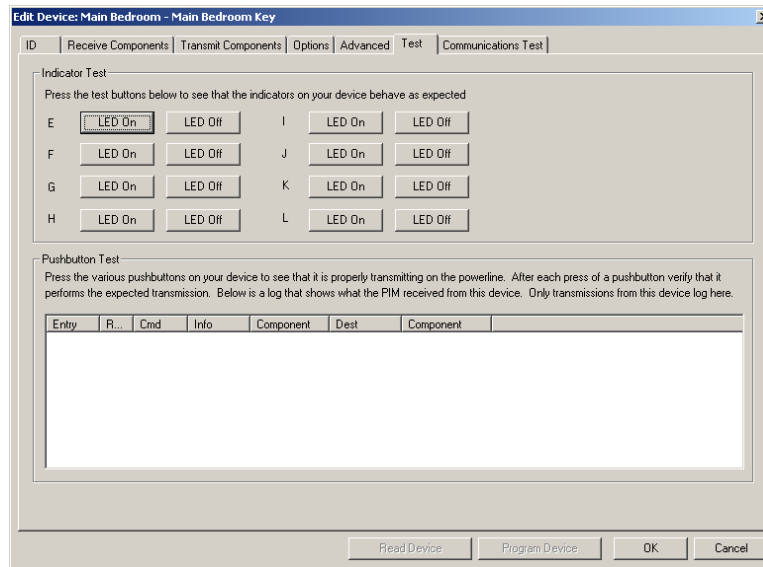 Edit Device: Main Bedroom - Main Bedroom Key
ID Receive Components Transmit Components Options Advanced Test Communications Test
Indicator Test
Press the test buttons below to see that the indicators on your device behave as expected
E LED On LED Off I LED On LED Off
F LED On LED Off J LED On LED Off
G LED On LED Off K LED On LED Off
H LED On LED Off L LED On LED Off
Pushbutton Test
Press the various pushbuttons on your device to see that it is properly transmitting on the powerline. After each press of a pushbutton verify that it
performs the expected transmission. Below is a log that shows what the PIM received from this device. Only transmissions from this device log here.
Entry R... Cmd Info Component Dest Component
Read Device Program Device OK Cancel